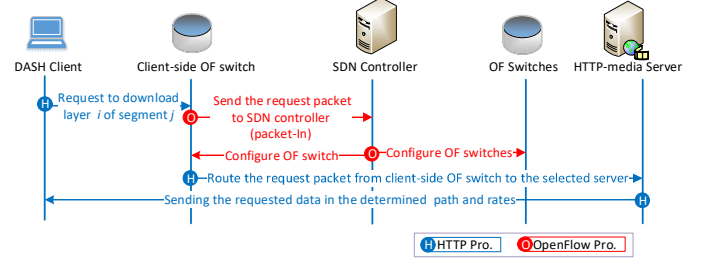 DASH Client
Client-side OF switch
SDN Controller
OF Switches
HTTP-media Server
H
Request to download
layer i of segment j
O
Send the request packet
to SDN controller
(packet-In)
Configure OF switch
O
Configure OF switches
H
Route the request packet from client-side OF switch to the selected server
Sending the requested data in the determined path and rates
H
H HTTP Pro.
O OpenFlow Pro.